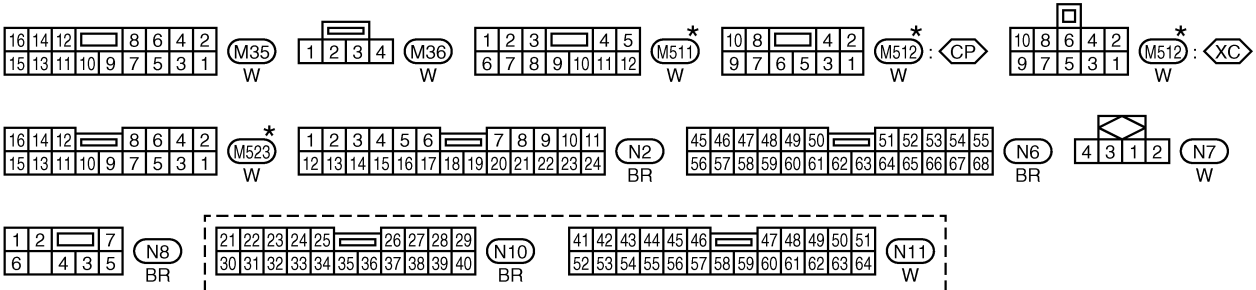 16 14 12 8 6 4 2
15 13 11 10 9 7 5 3 1
M35
W
1 2 3 4
M36
W
1 2 3 4 5
6 7 8 9 10 11 12
M511 *
W
10 8 4 2
9 7 6 5 3 1
M512 * : CP
W
10 8 6 4 2
9 7 5 3 1
M512 * : XC
W
16 14 12 8 6 4 2
15 13 11 10 9 7 5 3 1
M523 *
W
1 2 3 4 5 6 7 8 9 10 11
12 13 14 15 16 17 18 19 20 21 22 23 24
N2
BR
45 46 47 48 49 50 51 52 53 54 55
56 57 58 59 60 61 62 63 64 65 66 67 68
N6
BR
4 3 1 2
N7
W
1 2 7
6 4 3 5
N8
BR
21 22 23 24 25 26 27 28 29
30 31 32 33 34 35 36 37 38 39 40
N10
BR
41 42 43 44 45 46 47 48 49 50 51
52 53 54 55 56 57 58 59 60 61 62 63 64
N11
W